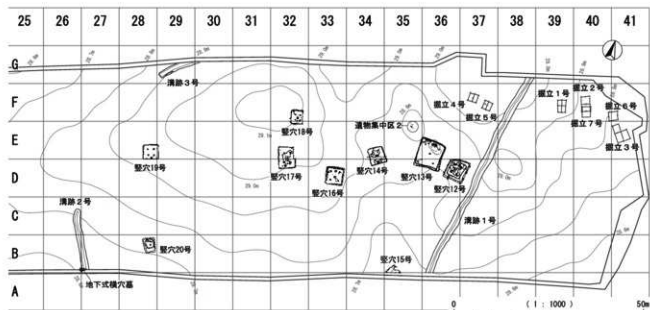 25 26 27 28 29 30 31 32 33 34 35 36 37 38 39 40 41
G
溝跡3号
F
掘立4号
掘立5号
掘立1号
掘立2号
掘立7号
掘立6号
掘立3号
竪穴18号
遺物集中区2
E
竪穴19号
竪穴17号
竪穴14号
竪穴13号
竪穴12号
D
竪穴16号
C
溝跡2号
溝跡1号
B
竪穴20号
竪穴15号
地下式横穴墓
A
0 (1:1000) 50m